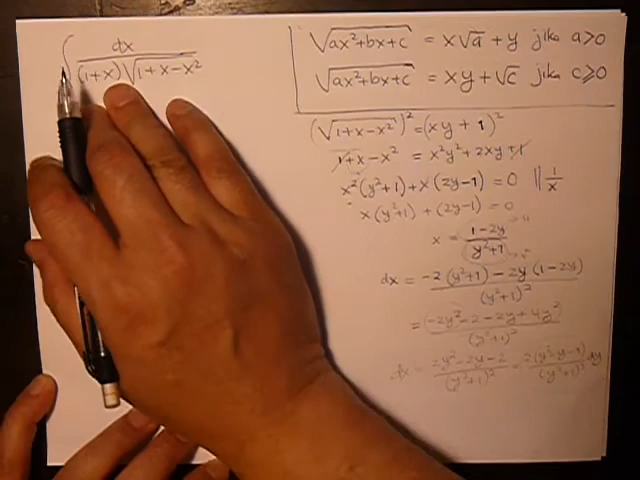 ∫ dx / (1+x)√(1+x-x²)
√(ax²+bx+c) = x√a + y jika a>0
√(ax²+bx+c) = xy + √c jika c≥0
(√(1+x-x²))² = (xy + 1)²
1+x-x² = x²y² + 2xy + 1
x²(y²+1) + x(2y-1) = 0 || 1/x
x(y²+1) + (2y-1) = 0
x = (1-2y) / (y²+1)
dx = (-2(y²+1) - 2y(1-2y)) / (y²+1)²
= (-2y²-2-2y+4y²) / (y²+1)²
dx = (2y²-2y-2) / (y²+1)² = 2(y²-y-1) / (y²+1)² dy